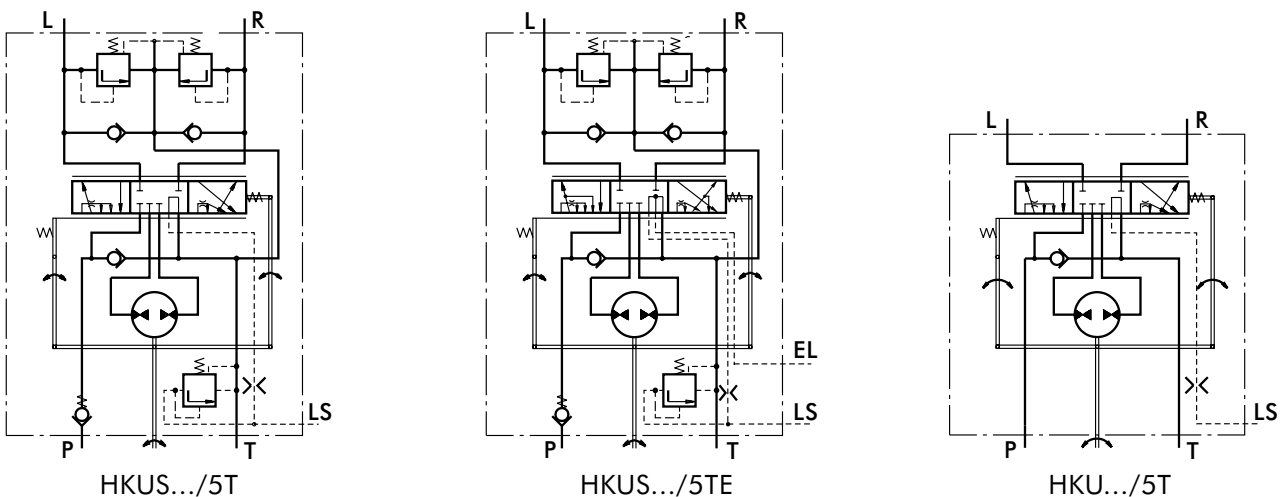 L R
P T
LS
HKUS.../5T
L R
EL
LS
P T
HKUS.../5TE
L R
LS
P T
HKU.../5T